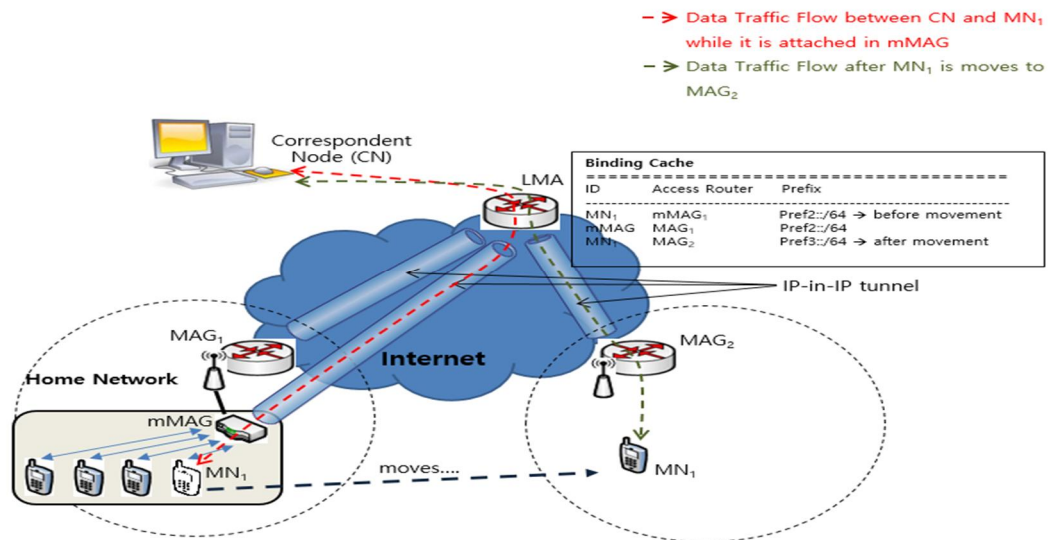 Data Traffic Flow between CN and MN₁
while it is attached in mMAG
Data Traffic Flow after MN₁ is moves to
MAG₂
Correspondent
Node (CN)
LMA
Binding Cache
==========================================
ID Access Router Prefix
------------------------------------------------------------
MN₁ mMAG₁ Pref2::/64 → before movement
mMAG MAG₁ Pref2::/64
MN₁ MAG₂ Pref3::/64 → after movement
IP-in-IP tunnel
MAG₁
MAG₂
Internet
Home Network
mMAG
MN₁
moves....
MN₁